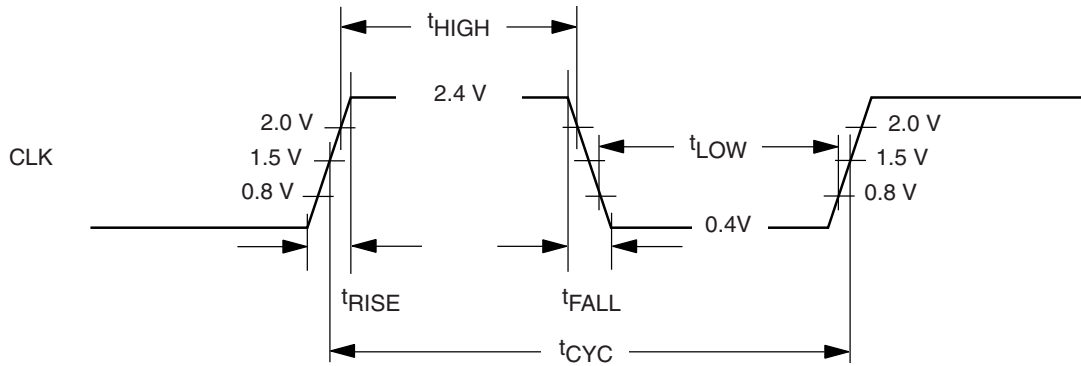 tHIGH
2.4 V
2.0 V
2.0 V
CLK
1.5 V
tLOW
1.5 V
0.8 V
0.8 V
0.4V
tRISE
tFALL
tCYC